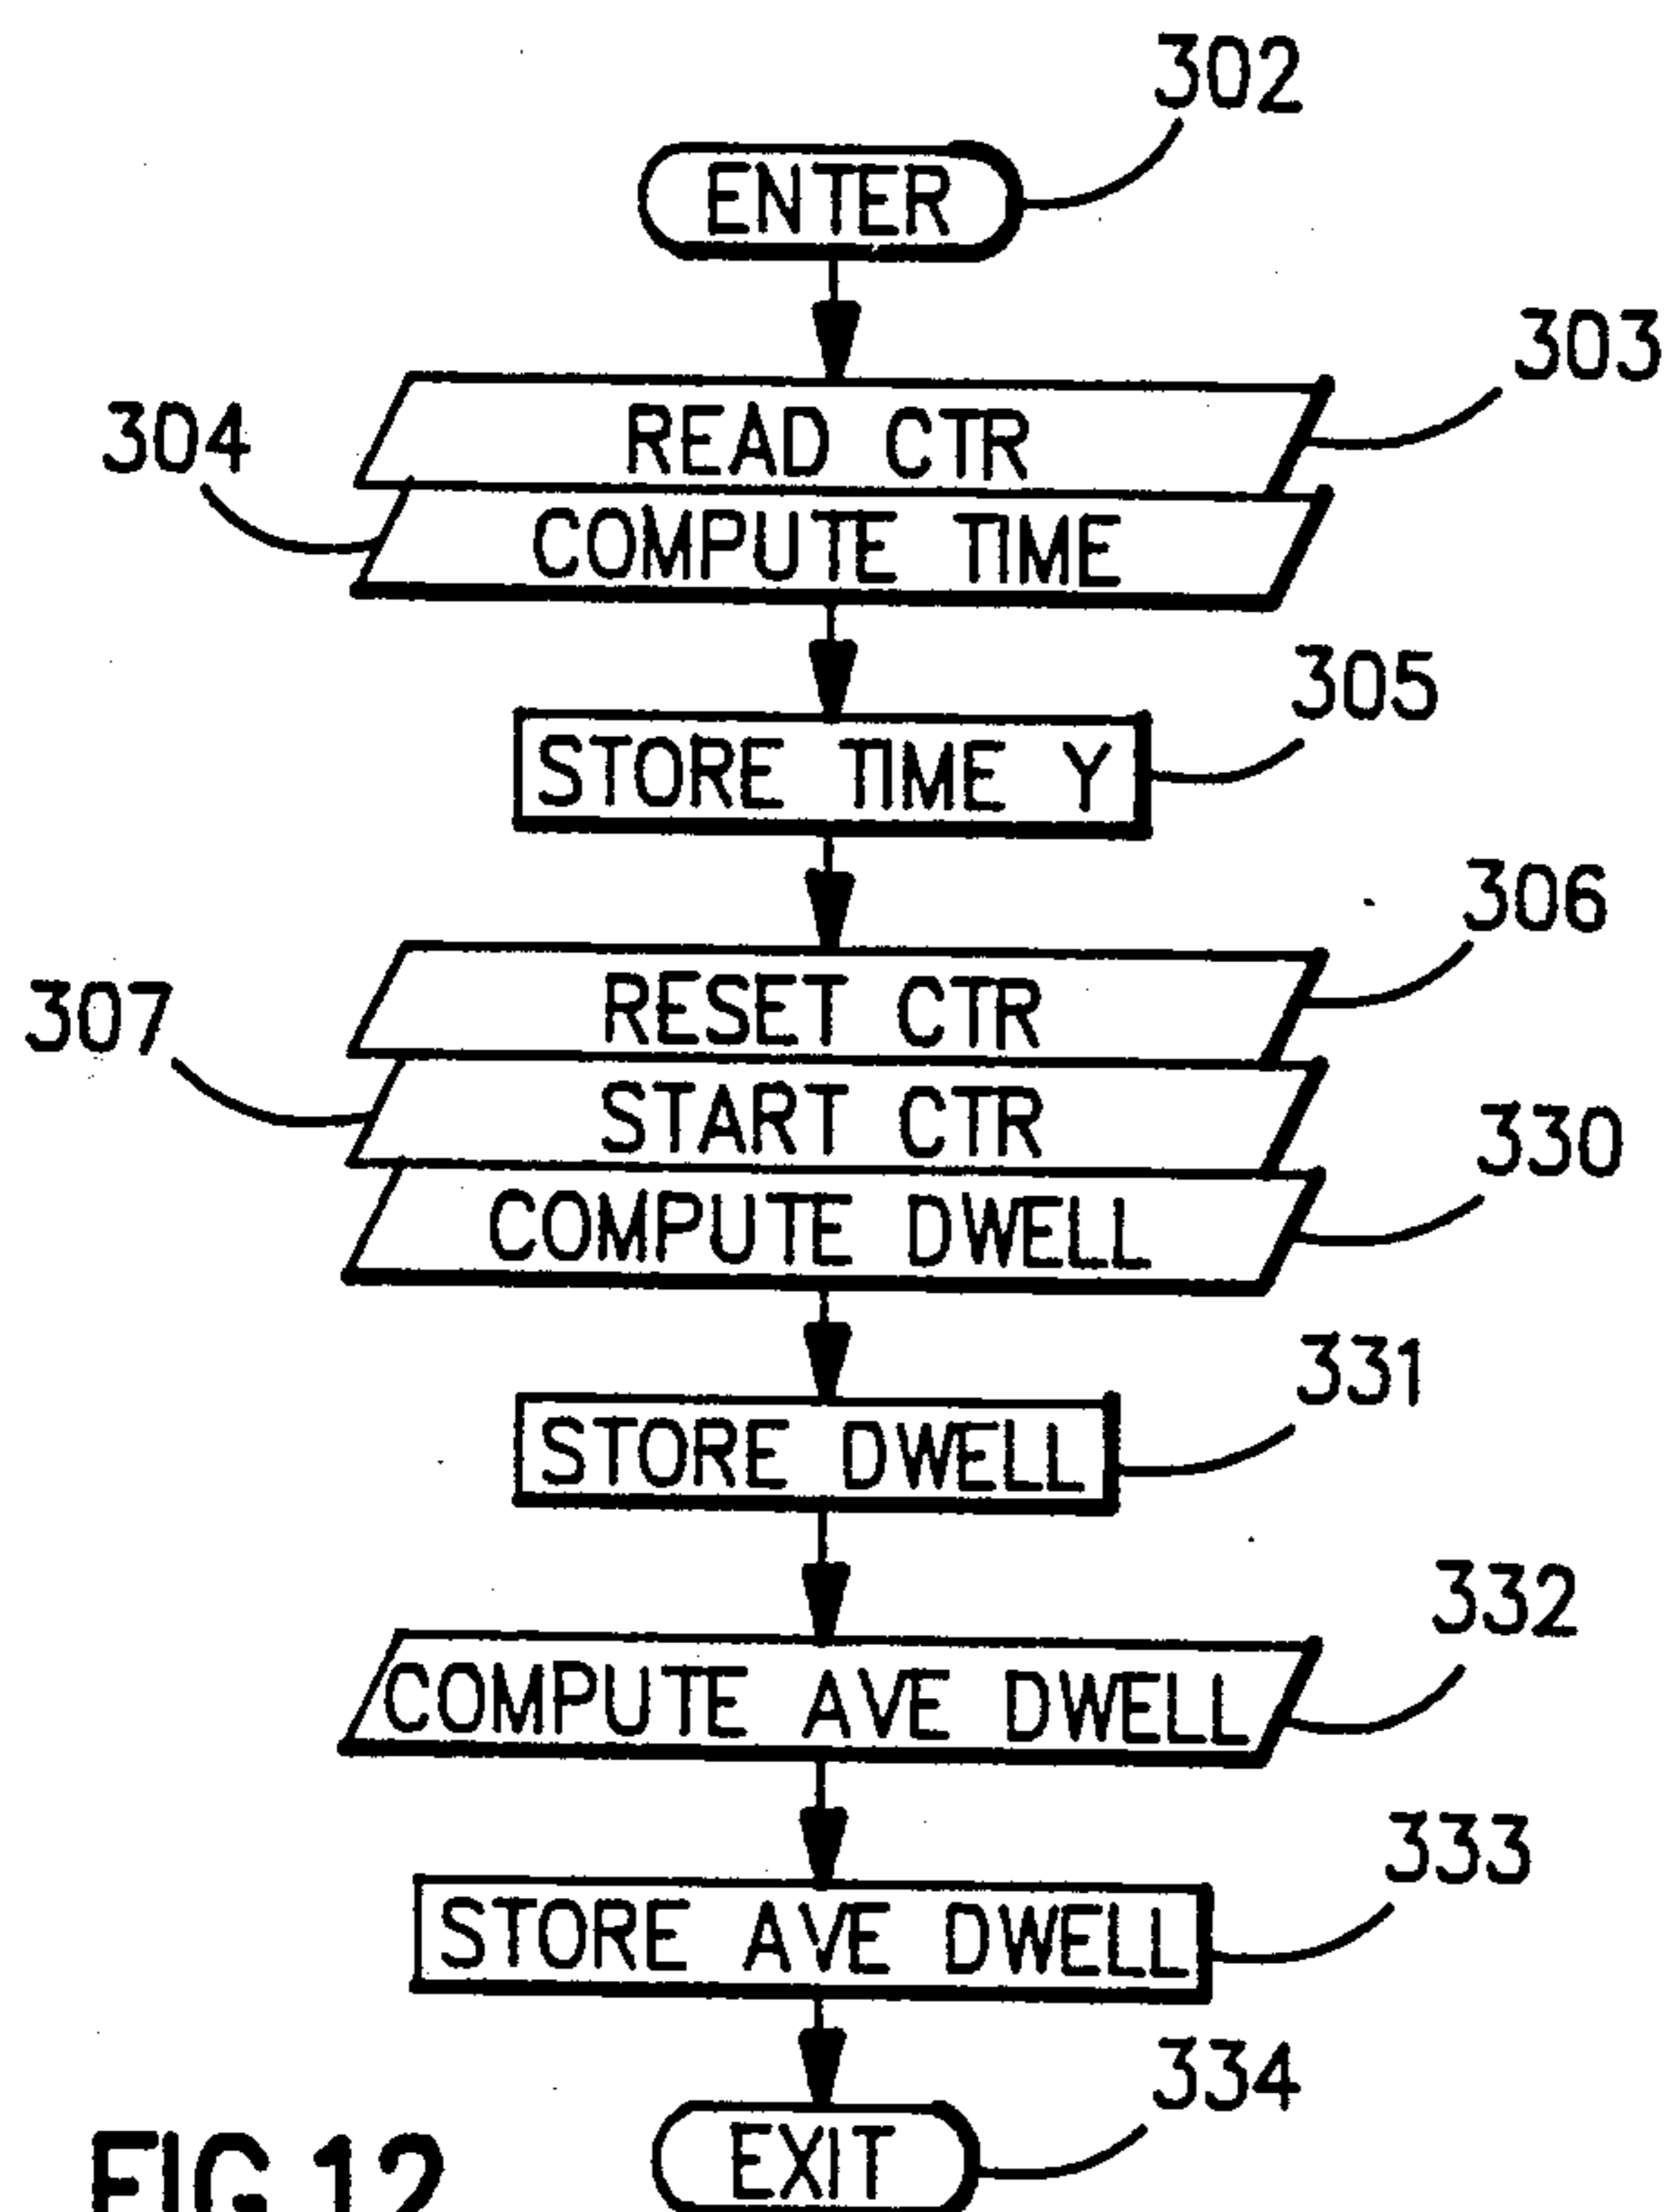 302
ENTER
303
READ CTR
304
COMPUTE TIME
305
STORE TIME Y
306
RESET CTR
307
START CTR
330
COMPUTE DWELL
331
STORE DWELL
332
COMPUTE AVE DWELL
333
STORE AVE DWELL
334
EXIT
FIG.12